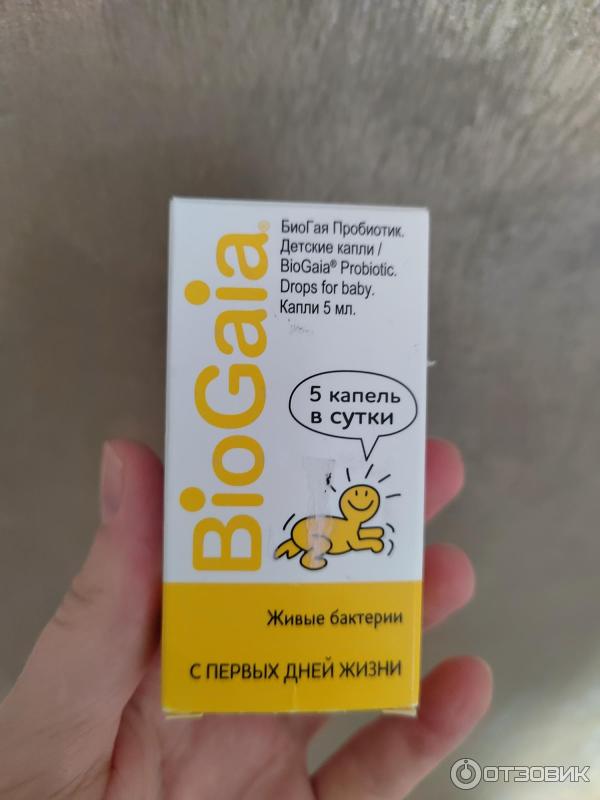 BioGaia®
БиоГая Пробиотик.
Детские капли /
BioGaia® Probiotic.
Drops for baby.
Капли 5 мл.
5 капель
в сутки
Живые бактерии
С ПЕРВЫХ ДНЕЙ ЖИЗНИ
ОТЗОВИК